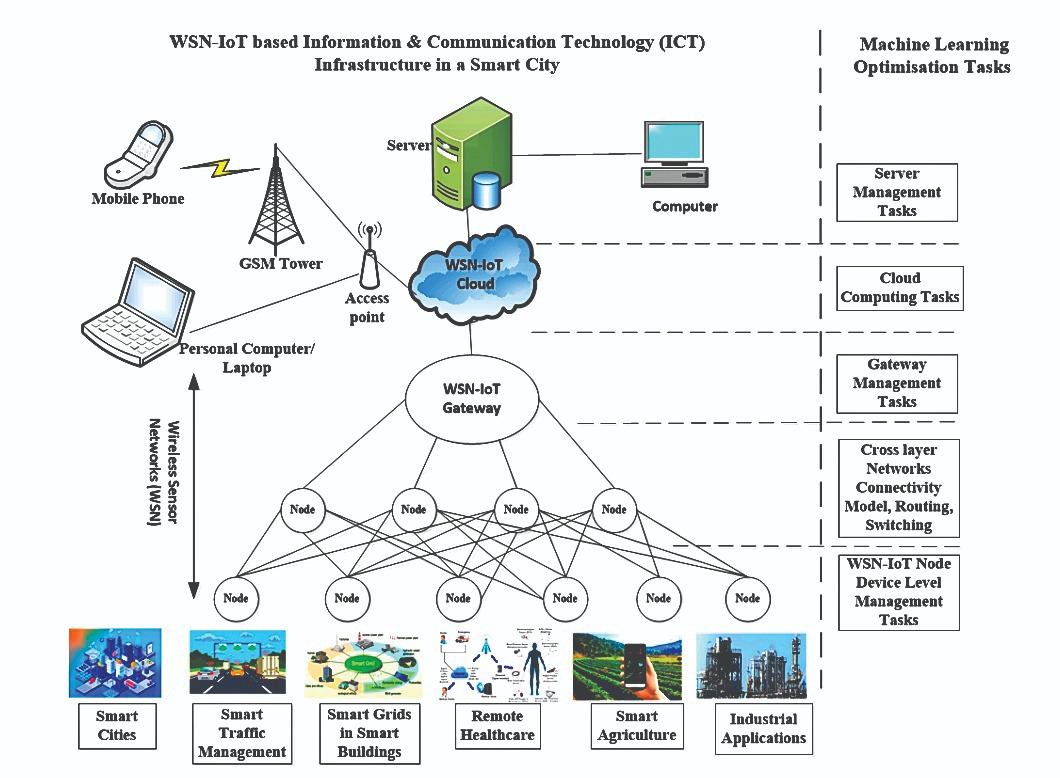 WSN-IoT based Information & Communication Technology (ICT)
Infrastructure in a Smart City
Machine Learning
Optimisation Tasks
Mobile Phone
GSM Tower
Server
Computer
Server
Management
Tasks
WSN-IoT
Cloud
Access
point
Cloud
Computing Tasks
Personal Computer/
Laptop
WSN-IoT
Gateway
Gateway
Management
Tasks
Wireless Sensor
Networks (WSN)
Cross layer
Networks
Connectivity
Model, Routing,
Switching
Node
Node
Node
Node
WSN-IoT Node
Device Level
Management
Tasks
Node
Node
Node
Node
Node
Node
Smart Grid
Smart
Cities
Smart
Traffic
Management
Smart Grids
in Smart
Buildings
Remote
Healthcare
Smart
Agriculture
Industrial
Applications